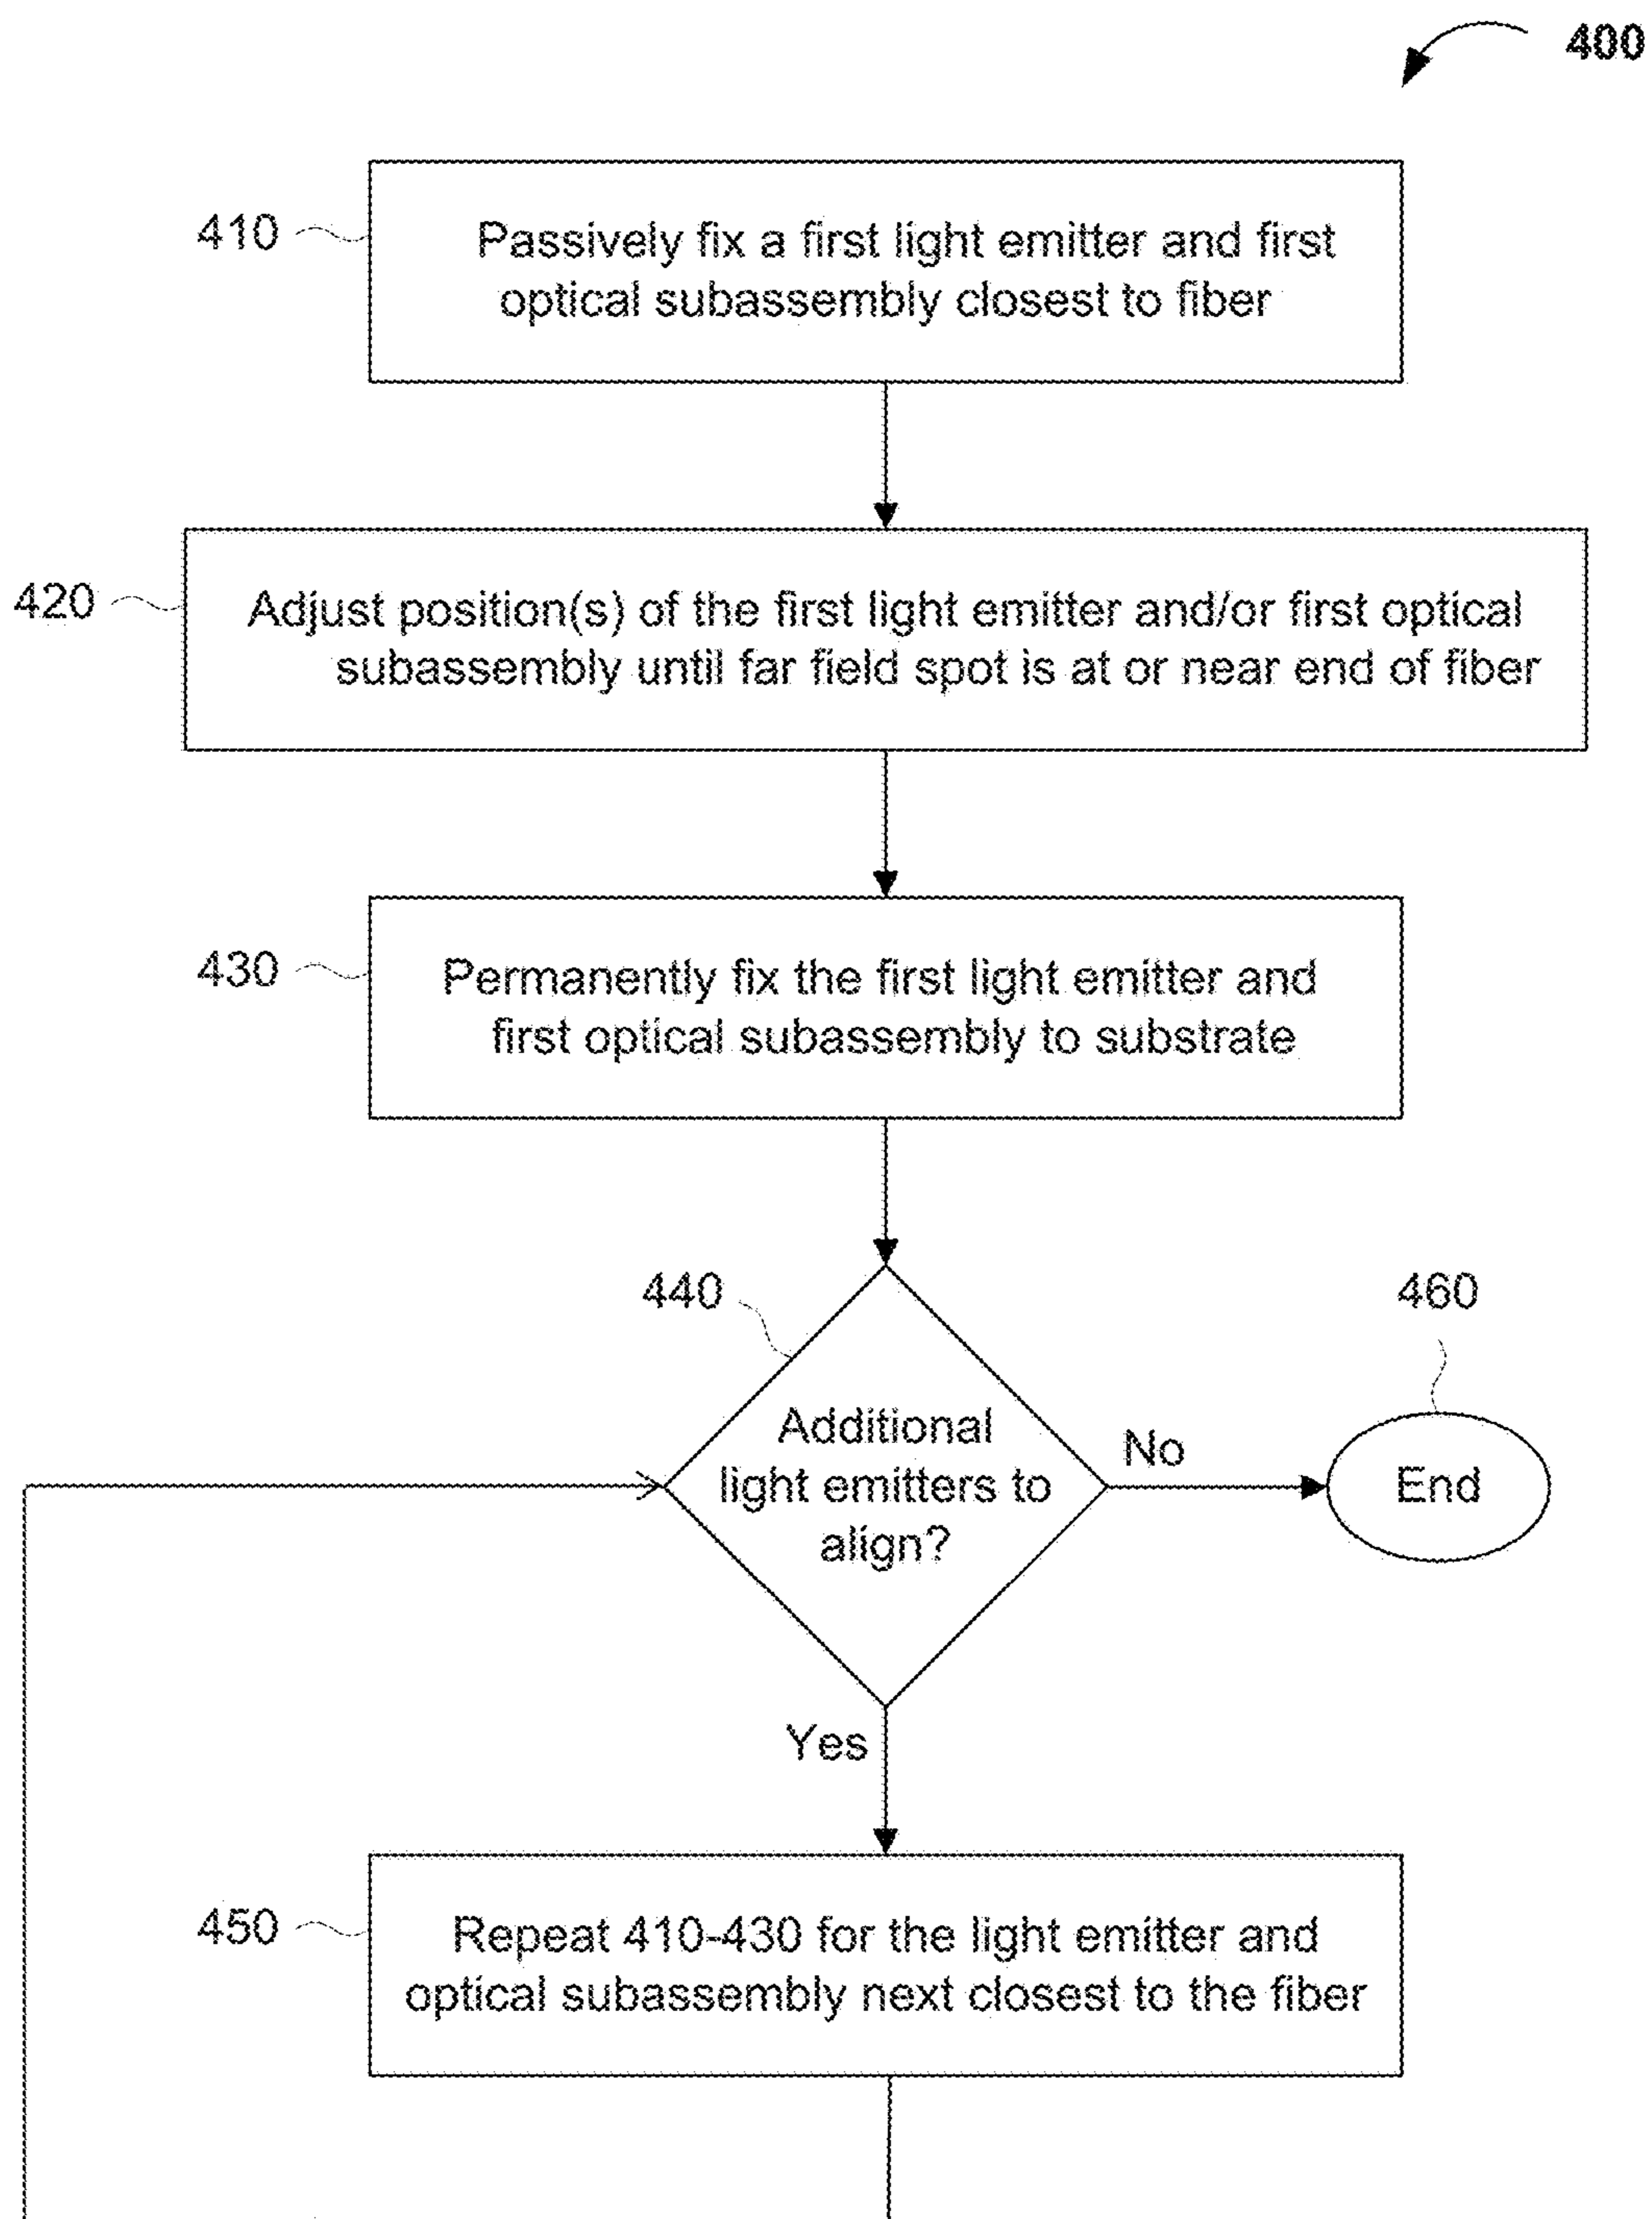 400
410
Passively fix a first light emitter and first
optical subassembly closest to fiber
420
Adjust position(s) of the first light emitter and/or first optical
subassembly until far field spot is at or near end of fiber
430
Permanently fix the first light emitter and
first optical subassembly to substrate
440
460
Additional
light emitters to
align?
No
End
Yes
450
Repeat 410-430 for the light emitter and
optical subassembly next closest to the fiber